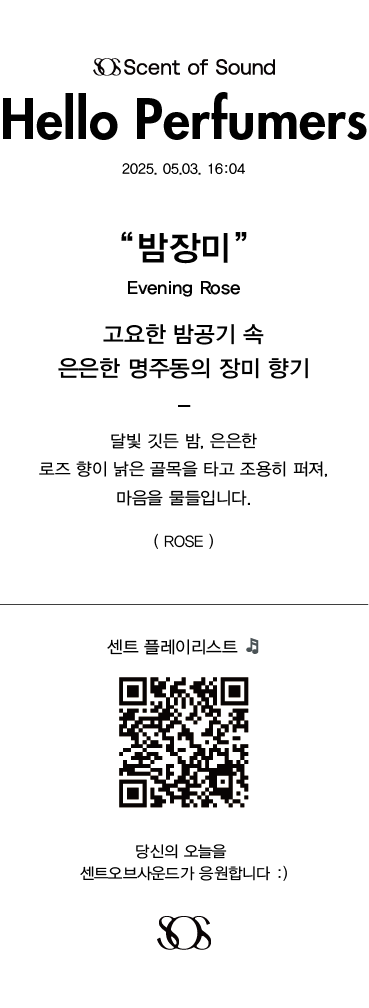 SOS Scent of Sound
Hello Perfumers
2025. 05.03. 16:04
“밤장미”
Evening Rose
고요한 밤공기 속
은은한 명주동의 장미 향기
–
달빛 깃든 밤, 은은한
로즈 향이 낡은 골목을 타고 조용히 퍼져,
마음을 물들입니다.
( ROSE )
센트 플레이리스트 🎵
당신의 오늘을
센트오브사운드가 응원합니다 :)
SOS